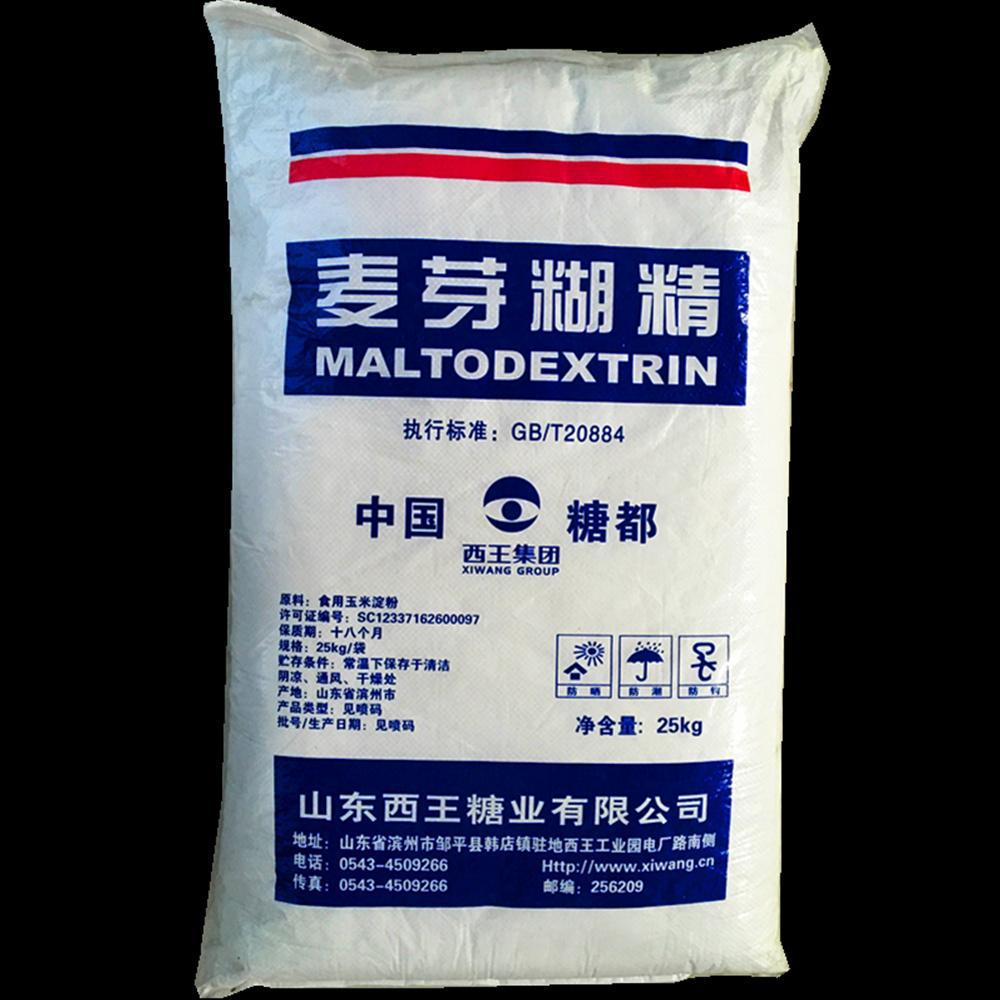 麦芽糊精
MALTODEXTRIN
执行标准：GB/T20884
中国 糖都
西王集团
XIWANG GROUP
原料：食用玉米淀粉
许可证编号：SC12337162600097
保质期：十八个月
规格：25kg/袋
贮存条件：常温下保存于清洁
阴凉、通风、干燥处
产地：山东省滨州市
产品类型：见喷码
批号/生产日期：见喷码
防晒 防潮 防钩
净含量：25kg
山东西王糖业有限公司
地址：山东省滨州市邹平县韩店镇驻地西王工业园电厂路南侧
电话：0543-4509266 Http://www.xiwang.cn
传真：0543-4509266 邮编：256209